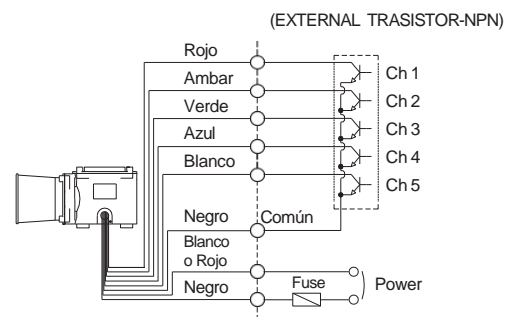 (EXTERNAL TRASISTOR-NPN)
Rojo
Ch 1
Ambar
Ch 2
Verde
Ch 3
Azul
Ch 4
Blanco
Ch 5
Negro
Común
Blanco
o Rojo
Fuse
Power
Negro